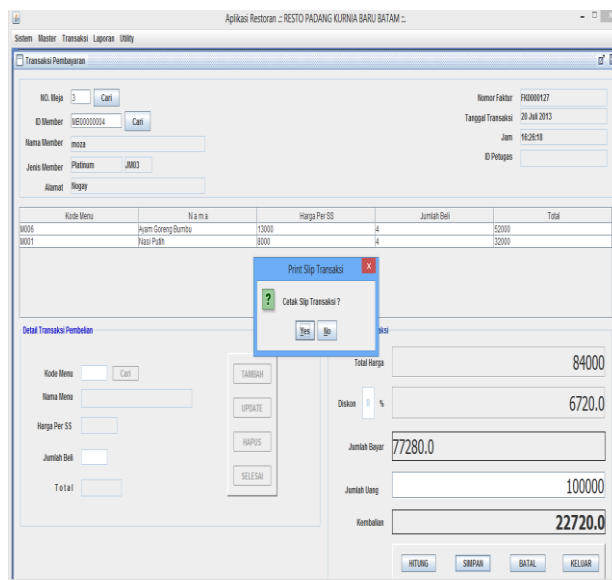 Aplikasi Restoran .:: RESTO PADANG KURNIA BARU BATAM ::.
Sistem Master Transaksi Laporan Utility
Transaksi Pembayaran
NO. Meja 3 Cari
ID Member ME00000004 Cari
Nama Member moza
Jenis Member Platinum JM03
Alamat Nogay
Nomor Faktur FK0000127
Tanggal Transaksi 20 Juli 2013
Jam 16:26:18
ID Petugas
Kode Menu Nama Harga Per SS Jumlah Beli Total
M006 Ayam Goreng Bumbu 13000 4 52000
M001 Nasi Putih 8000 4 32000
Print Slip Transaksi X
? Cetak Slip Transaksi ?
Yes No
Detail Transaksi Pembelian
Kode Menu Cari
Nama Menu
Harga Per SS
Jumlah Beli
Total
TAMBAH
UPDATE
HAPUS
SELESAI
aksi
Total Harga 84000
Diskon 8 % 6720.0
Jumlah Bayar 77280.0
Jumlah Uang 100000
Kembalian 22720.0
HITUNG SIMPAN BATAL KELUAR